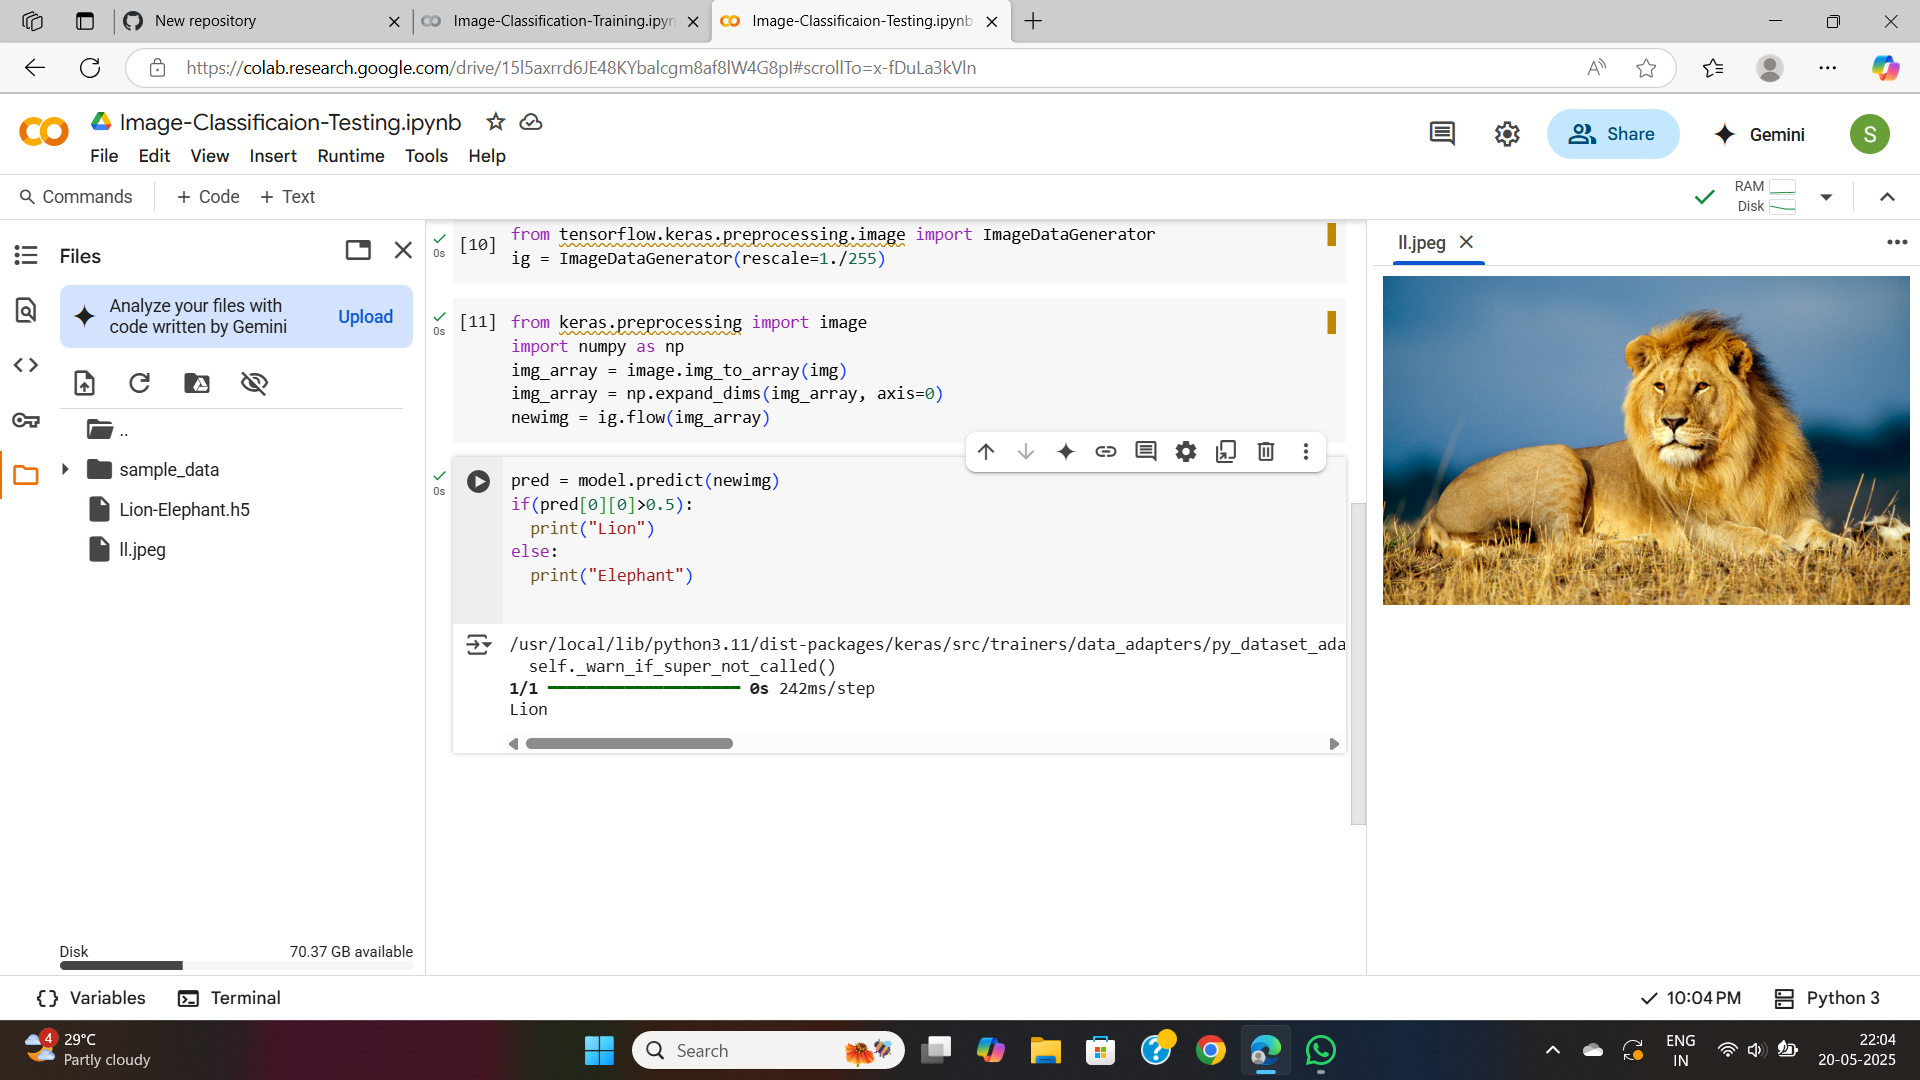 New repository
Image-Classification-Training.ipyn
Image-Classificaion-Testing.ipynb
https://colab.research.google.com/drive/15l5axrrd6JE48KYbalcgm8af8lW4G8pI#scrollTo=x-fDuLa3kVln
Image-Classificaion-Testing.ipynb
File Edit View Insert Runtime Tools Help
Share
Gemini
S
Commands + Code + Text
RAM
Disk
Files
Analyze your files with
code written by Gemini
Upload
..
sample_data
Lion-Elephant.h5
ll.jpeg
Disk 70.37 GB available
0s
[10]
from tensorflow.keras.preprocessing.image import ImageDataGenerator
ig = ImageDataGenerator(rescale=1./255)
0s
[11]
from keras.preprocessing import image
import numpy as np
img_array = image.img_to_array(img)
img_array = np.expand_dims(img_array, axis=0)
newimg = ig.flow(img_array)
0s
pred = model.predict(newimg)
if(pred[0][0]>0.5):
  print("Lion")
else:
  print("Elephant")
/usr/local/lib/python3.11/dist-packages/keras/src/trainers/data_adapters/py_dataset_ada
  self._warn_if_super_not_called()
1/1 0s 242ms/step
Lion
ll.jpeg
Variables Terminal
10:04 PM Python 3
4
29°C
Partly cloudy
Search
ENG
IN
22:04
20-05-2025